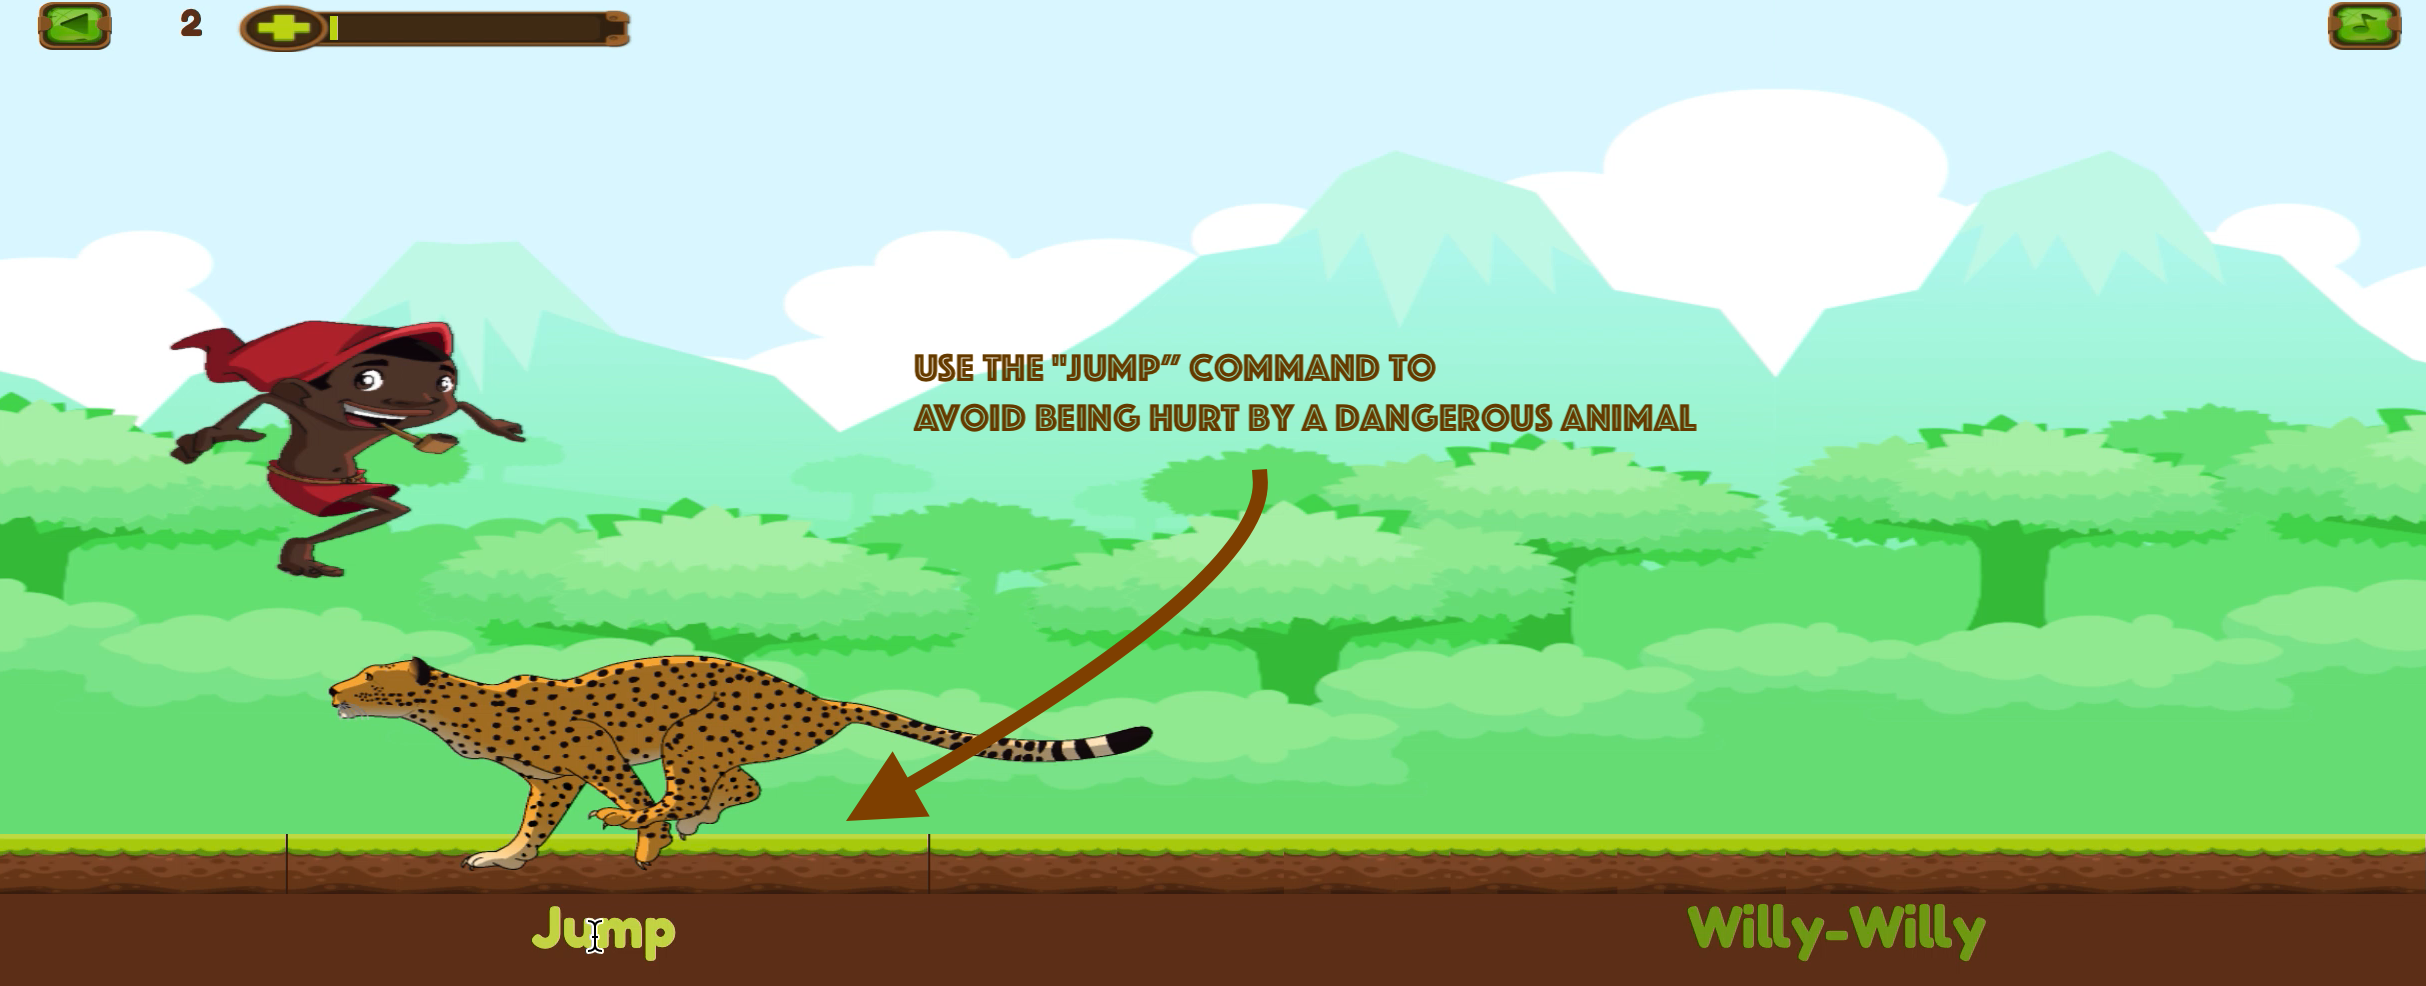 2
USE THE "JUMP” COMMAND TO
AVOID BEING HURT BY A DANGEROUS ANIMAL
Jump
Willy-Willy